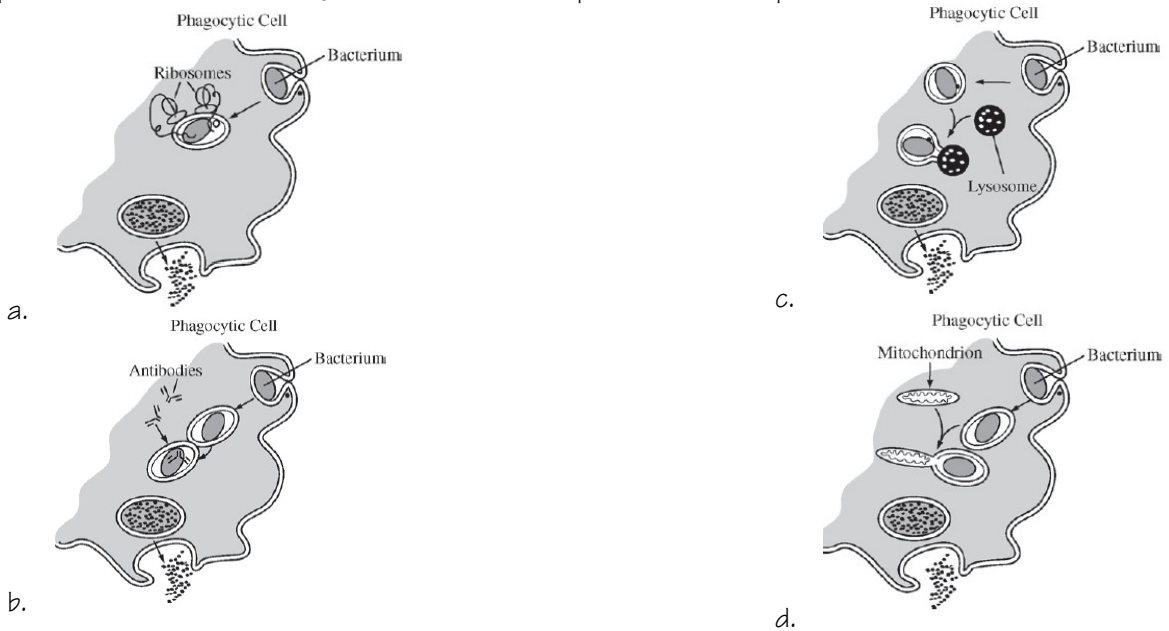 Phagocytic Cell
Bacterium
Ribosomes
a.
Phagocytic Cell
Bacterium
Antibodies
b.
Phagocytic Cell
Bacterium
Lysosome
c.
Phagocytic Cell
Mitochondrion
Bacterium
d.